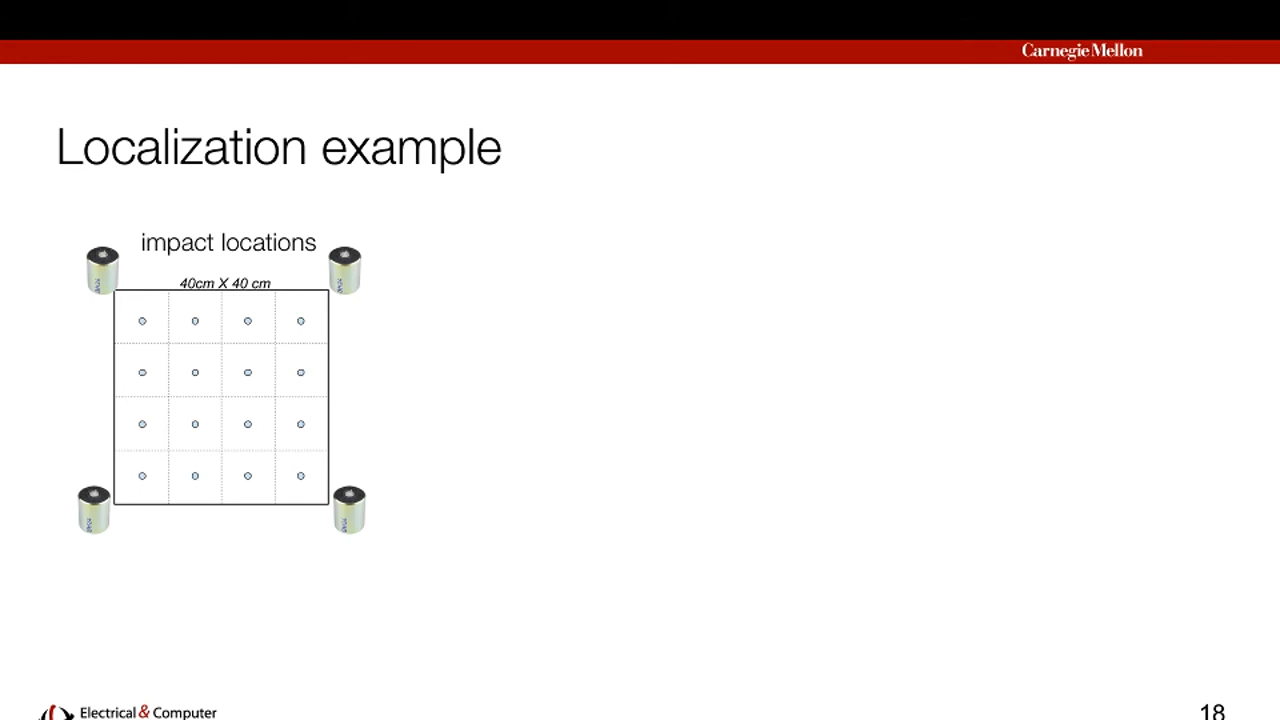 Carnegie Mellon
Localization example
impact locations
40cm X 40 cm
Electrical & Computer
18